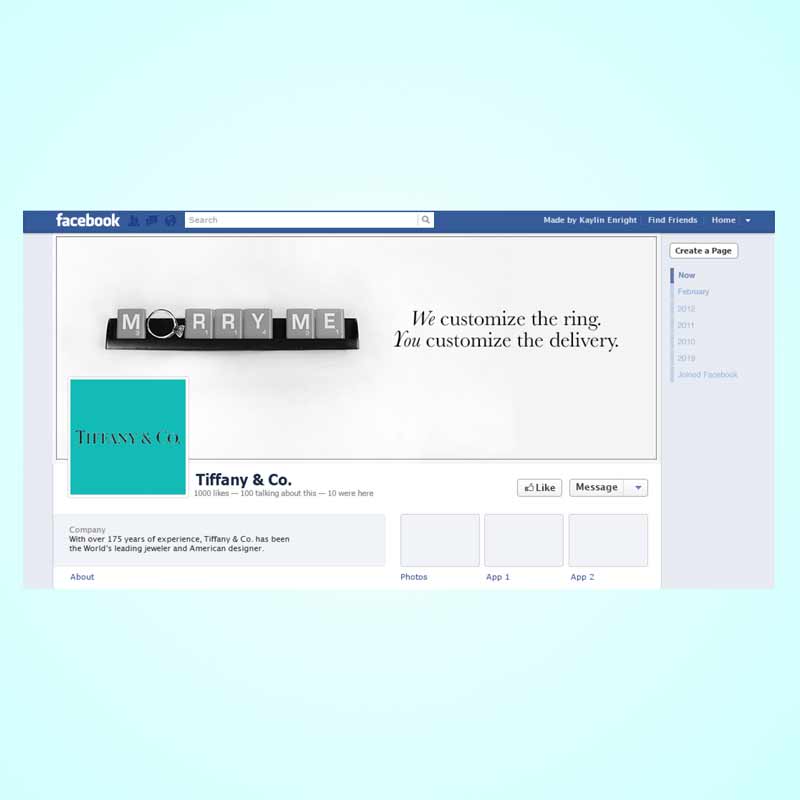 facebook
Search
Made by Kaylin Enright
Find Friends
Home
Create a Page
Now
February
2012
2011
2010
2019
Joined Facebook
M RRY ME
We customize the ring.
You customize the delivery.
TIFFANY & CO.
Tiffany & Co.
1000 likes — 100 talking about this — 10 were here
Like
Message
Company
With over 175 years of experience, Tiffany & Co. has been
the World's leading jeweler and American designer.
About
Photos
App 1
App 2